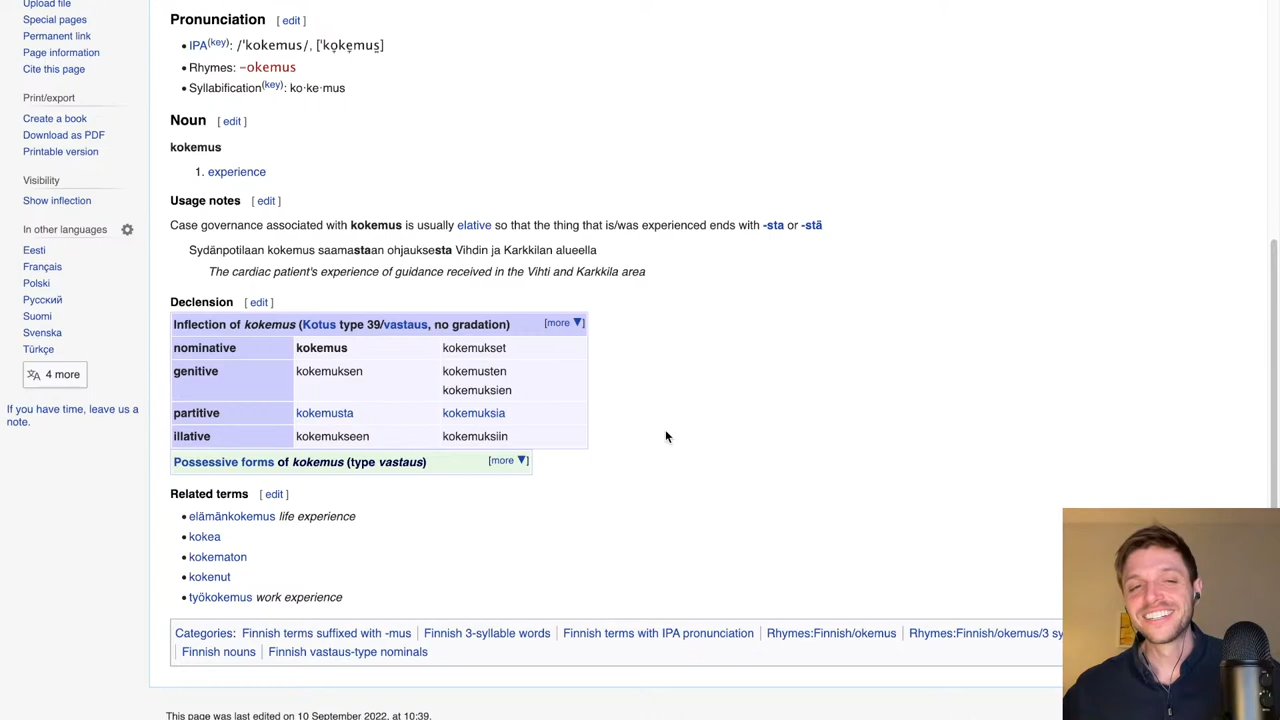 Upload file
Special pages
Permanent link
Page information
Cite this page
Print/export
Create a book
Download as PDF
Printable version
Visibility
Show inflection
In other languages
Eesti
Français
Polski
Русский
Suomi
Svenska
Türkçe
4 more
If you have time, leave us a
note.
Pronunciation [ edit ]
• IPA(key): /ˈkokemus/, [ˈko̞ke̞mus̠]
• Rhymes: -okemus
• Syllabification(key): ko‧ke‧mus
Noun [ edit ]
kokemus
1. experience
Usage notes [ edit ]
Case governance associated with kokemus is usually elative so that the thing that is/was experienced ends with -sta or -stä
Sydänpotilaan kokemus saamastaan ohjauksesta Vihdin ja Karkkilan alueella
The cardiac patient's experience of guidance received in the Vihti and Karkkila area
Declension [ edit ]
Inflection of kokemus (Kotus type 39/vastaus, no gradation) [more ▼]
nominative kokemus kokemukset
genitive kokemuksen kokemusten
kokemuksien
partitive kokemusta kokemuksia
illative kokemukseen kokemuksiin
Possessive forms of kokemus (type vastaus) [more ▼]
Related terms [ edit ]
• elämänkokemus life experience
• kokea
• kokematon
• kokenut
• työkokemus work experience
Categories: Finnish terms suffixed with -mus | Finnish 3-syllable words | Finnish terms with IPA pronunciation | Rhymes:Finnish/okemus | Rhymes:Finnish/okemus/3 sy
| Finnish nouns | Finnish vastaus-type nominals
This page was last edited on 10 September 2022, at 10:39.